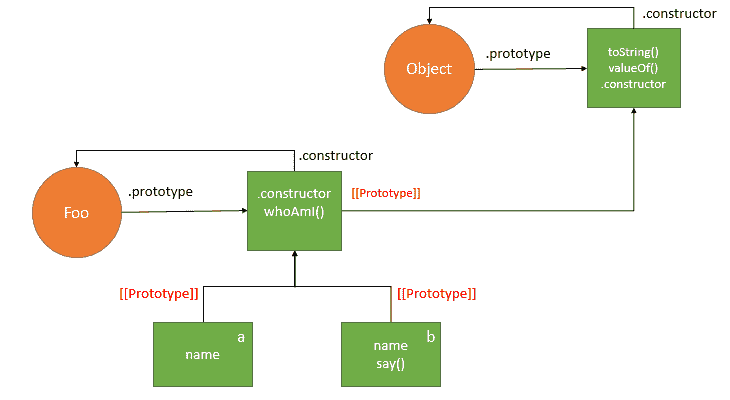 .constructor
Object
.prototype
toString()
valueOf()
.constructor
.constructor
Foo
.prototype
.constructor
whoAmI()
[[Prototype]]
[[Prototype]]
[[Prototype]]
a
name
b
name
say()